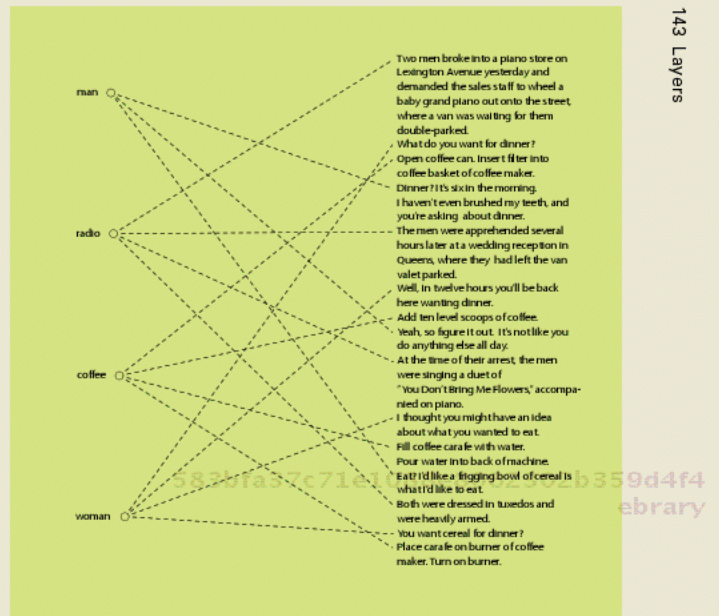 143 Layers
man
radio
coffee
woman
Two men broke into a piano store on
Lexington Avenue yesterday and
demanded the sales staff to wheel a
baby grand piano out onto the street,
where a van was waiting for them
double-parked.
What do you want for dinner?
Open coffee can. Insert filter into
coffee basket of coffee maker.
Dinner? It's six in the morning.
I haven't even brushed my teeth, and
you're asking about dinner.
The men were apprehended several
hours later at a wedding reception in
Queens, where they had left the van
valet parked.
Well, in twelve hours you'll be back
here wanting dinner.
Add ten level scoops of coffee.
Yeah, so figure it out. It's not like you
do anything else all day.
At the time of their arrest, the men
were singing a duet of
"You Don't Bring Me Flowers," accompa-
nied on piano.
I thought you might have an idea
about what you wanted to eat.
Fill coffee carafe with water.
Pour water into back of machine.
Eat? I'd like a frigging bowl of cereal is
what I'd like to eat.
Both were dressed in tuxedos and
were heavily armed.
You want cereal for dinner?
Place carafe on burner of coffee
maker. Turn on burner.
ebrary